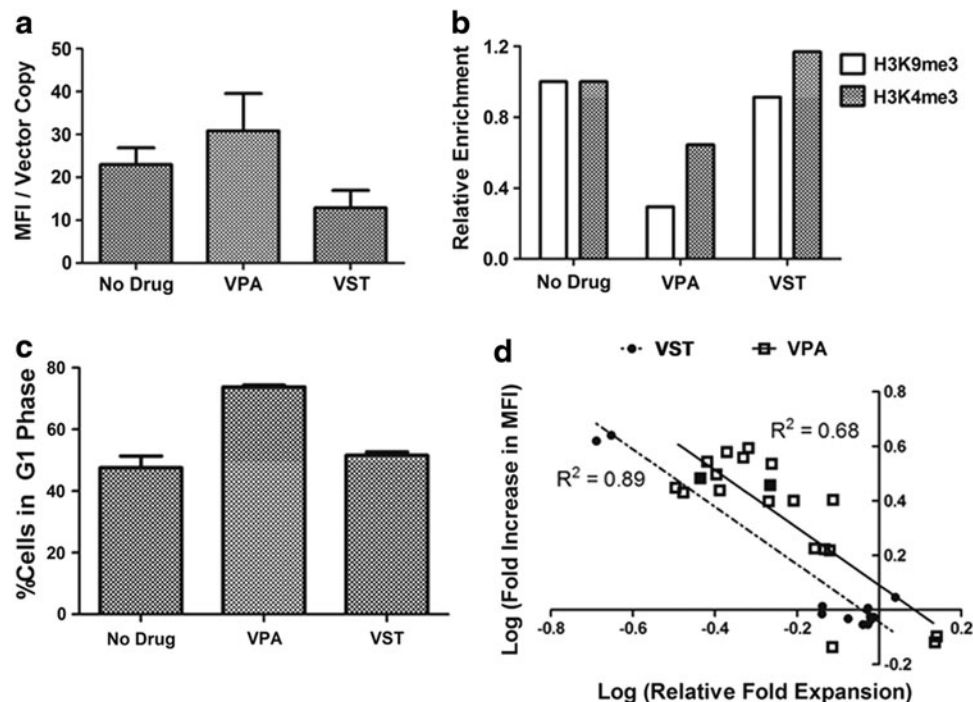 a
50
40
30
20
10
0
MFI / Vector Copy
No Drug VPA VST
b
1.2
0.8
0.4
0.0
Relative Enrichment
No Drug VPA VST
H3K9me3
H3K4me3
c
80
60
40
20
0
%Cells in G1 Phase
No Drug VPA VST
d
VST VPA
Log (Fold Increase in MFI)
0.8
0.6
0.4
0.2
-0.2
R² = 0.68
R² = 0.89
-0.8 -0.6 -0.4 -0.2 0.2
Log (Relative Fold Expansion)